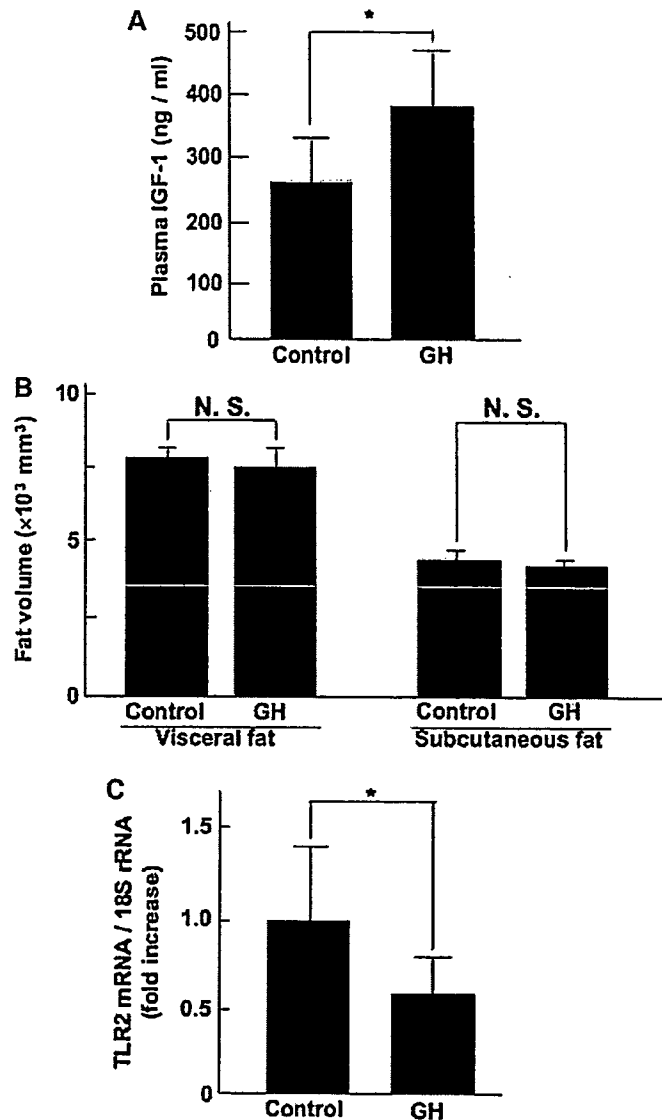 A
Plasma IGF-1 (ng / ml)
500
400
300
200
100
0
*
Control GH
B
Fat volume (×10³ mm³)
10
5
0
N. S. N. S.
Control GH Control GH
Visceral fat Subcutaneous fat
C
TLR2 mRNA / 18S rRNA
(fold increase)
1.5
1.0
0.5
0
*
Control GH